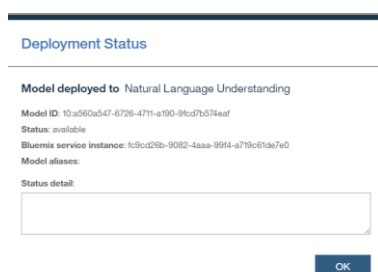 Deployment Status
Model deployed to Natural Language Understanding
Model ID: 10:a560a547-6726-4711-a190-9fcd7b574eaf
Status: available
Bluemix service instance: fc9cd26b-9082-4aaa-99f4-a719c61de7e0
Model aliases:
Status detail:
OK